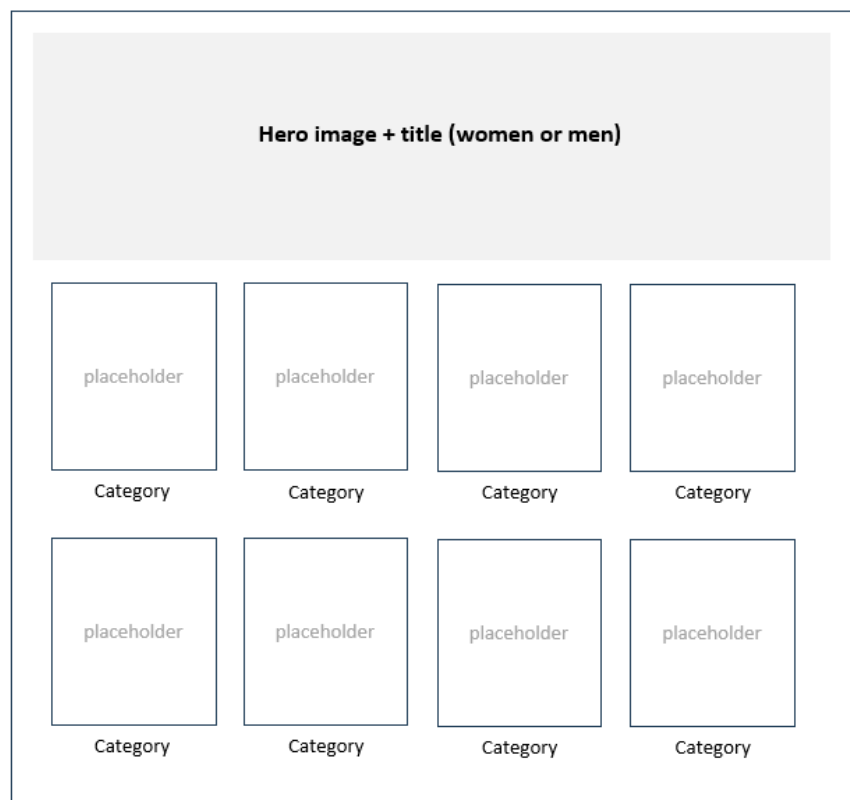 Hero image + title (women or men)
placeholder placeholder placeholder placeholder
Category Category Category Category
placeholder placeholder placeholder placeholder
Category Category Category Category